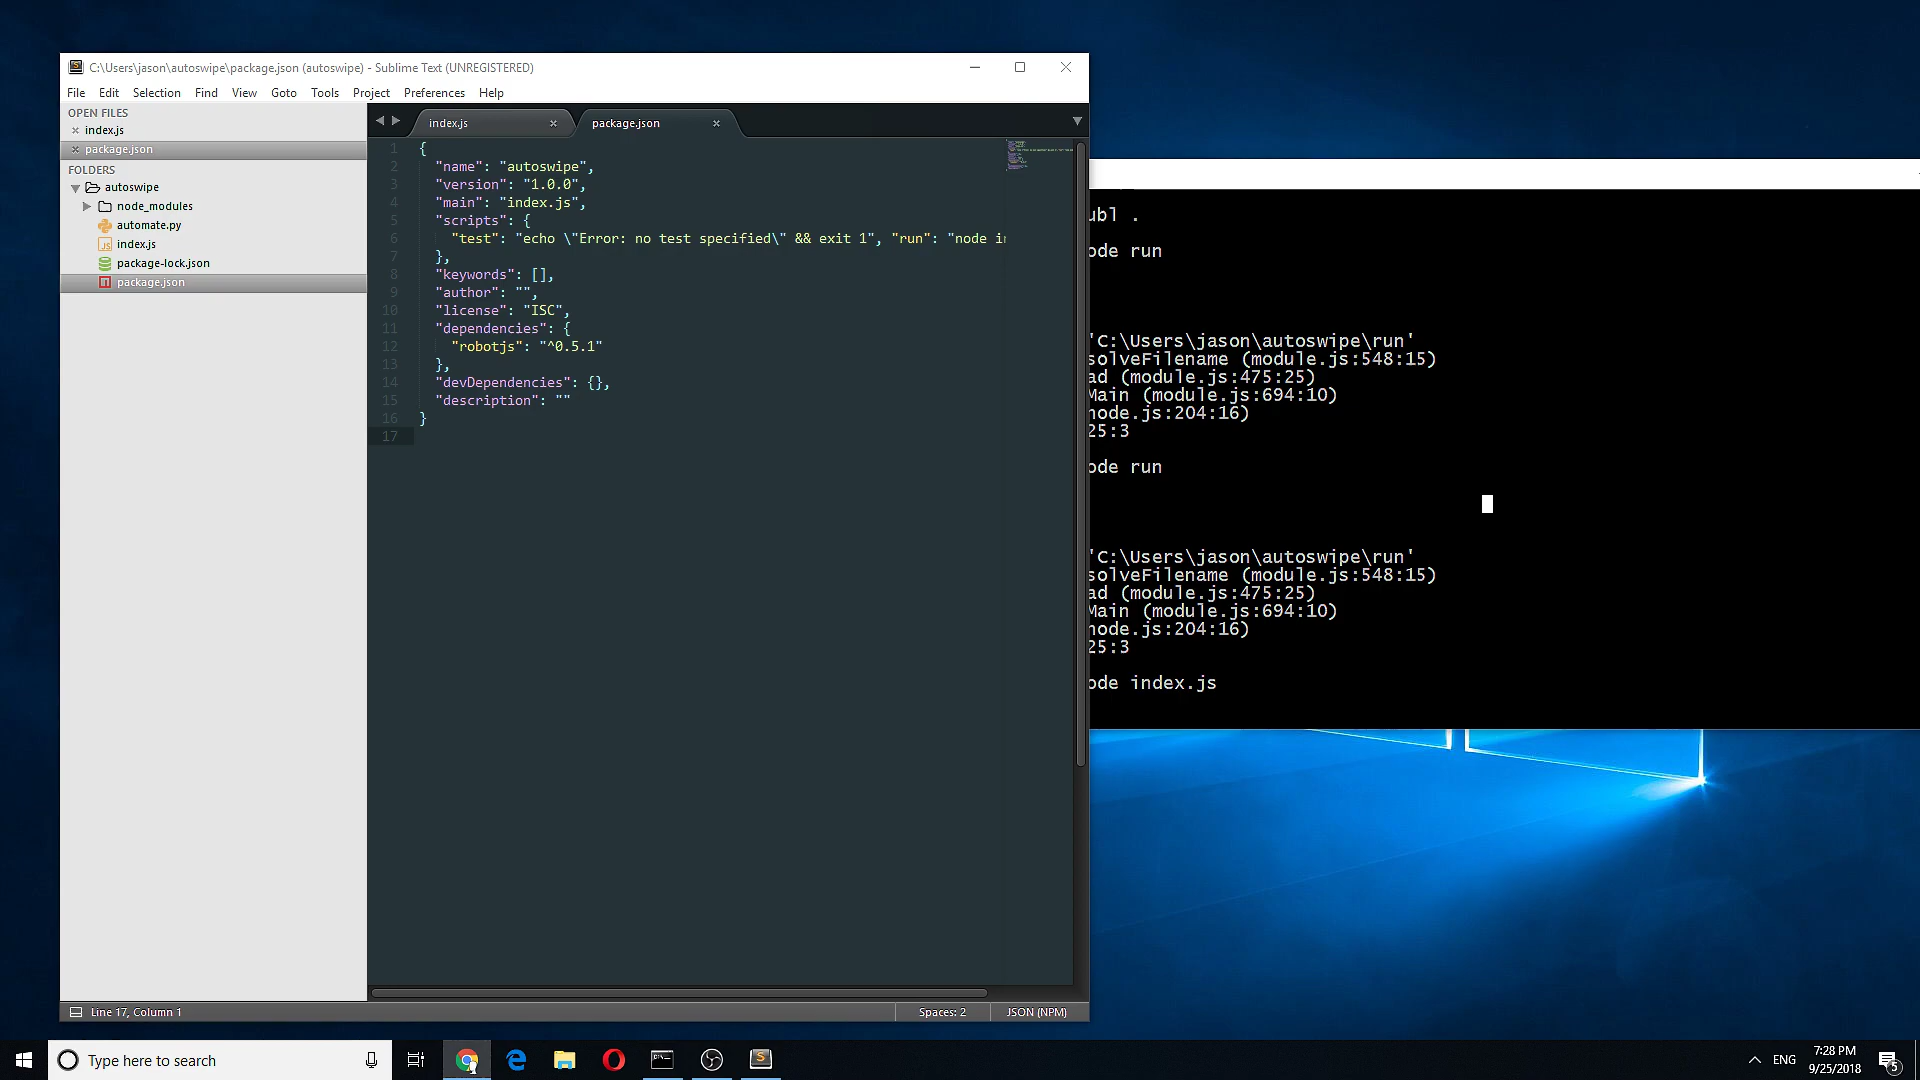 C:\Users\jason\autoswipe\package.json (autoswipe) - Sublime Text (UNREGISTERED)
File Edit Selection Find View Goto Tools Project Preferences Help
OPEN FILES
index.js
package.json
FOLDERS
autoswipe
node_modules
automate.py
index.js
package-lock.json
package.json
index.js
package.json
1 {
2 "name": "autoswipe",
3 "version": "1.0.0",
4 "main": "index.js",
5 "scripts": {
6 "test": "echo \"Error: no test specified\" && exit 1", "run": "node
7 },
8 "keywords": [],
9 "author": "",
10 "license": "ISC",
11 "dependencies": {
12 "robotjs": "^0.5.1"
13 },
14 "devDependencies": {},
15 "description": ""
16 }
17
Line 17, Column 1
Spaces: 2
JSON (NPM)
ubl .
ode run
'C:\Users\jason\autoswipe\run'
solveFilename (module.js:548:15)
ad (module.js:475:25)
Main (module.js:694:10)
node.js:204:16)
25:3
ode run
'C:\Users\jason\autoswipe\run'
solveFilename (module.js:548:15)
ad (module.js:475:25)
Main (module.js:694:10)
node.js:204:16)
25:3
ode index.js
Type here to search
ENG
7:28 PM
9/25/2018
5